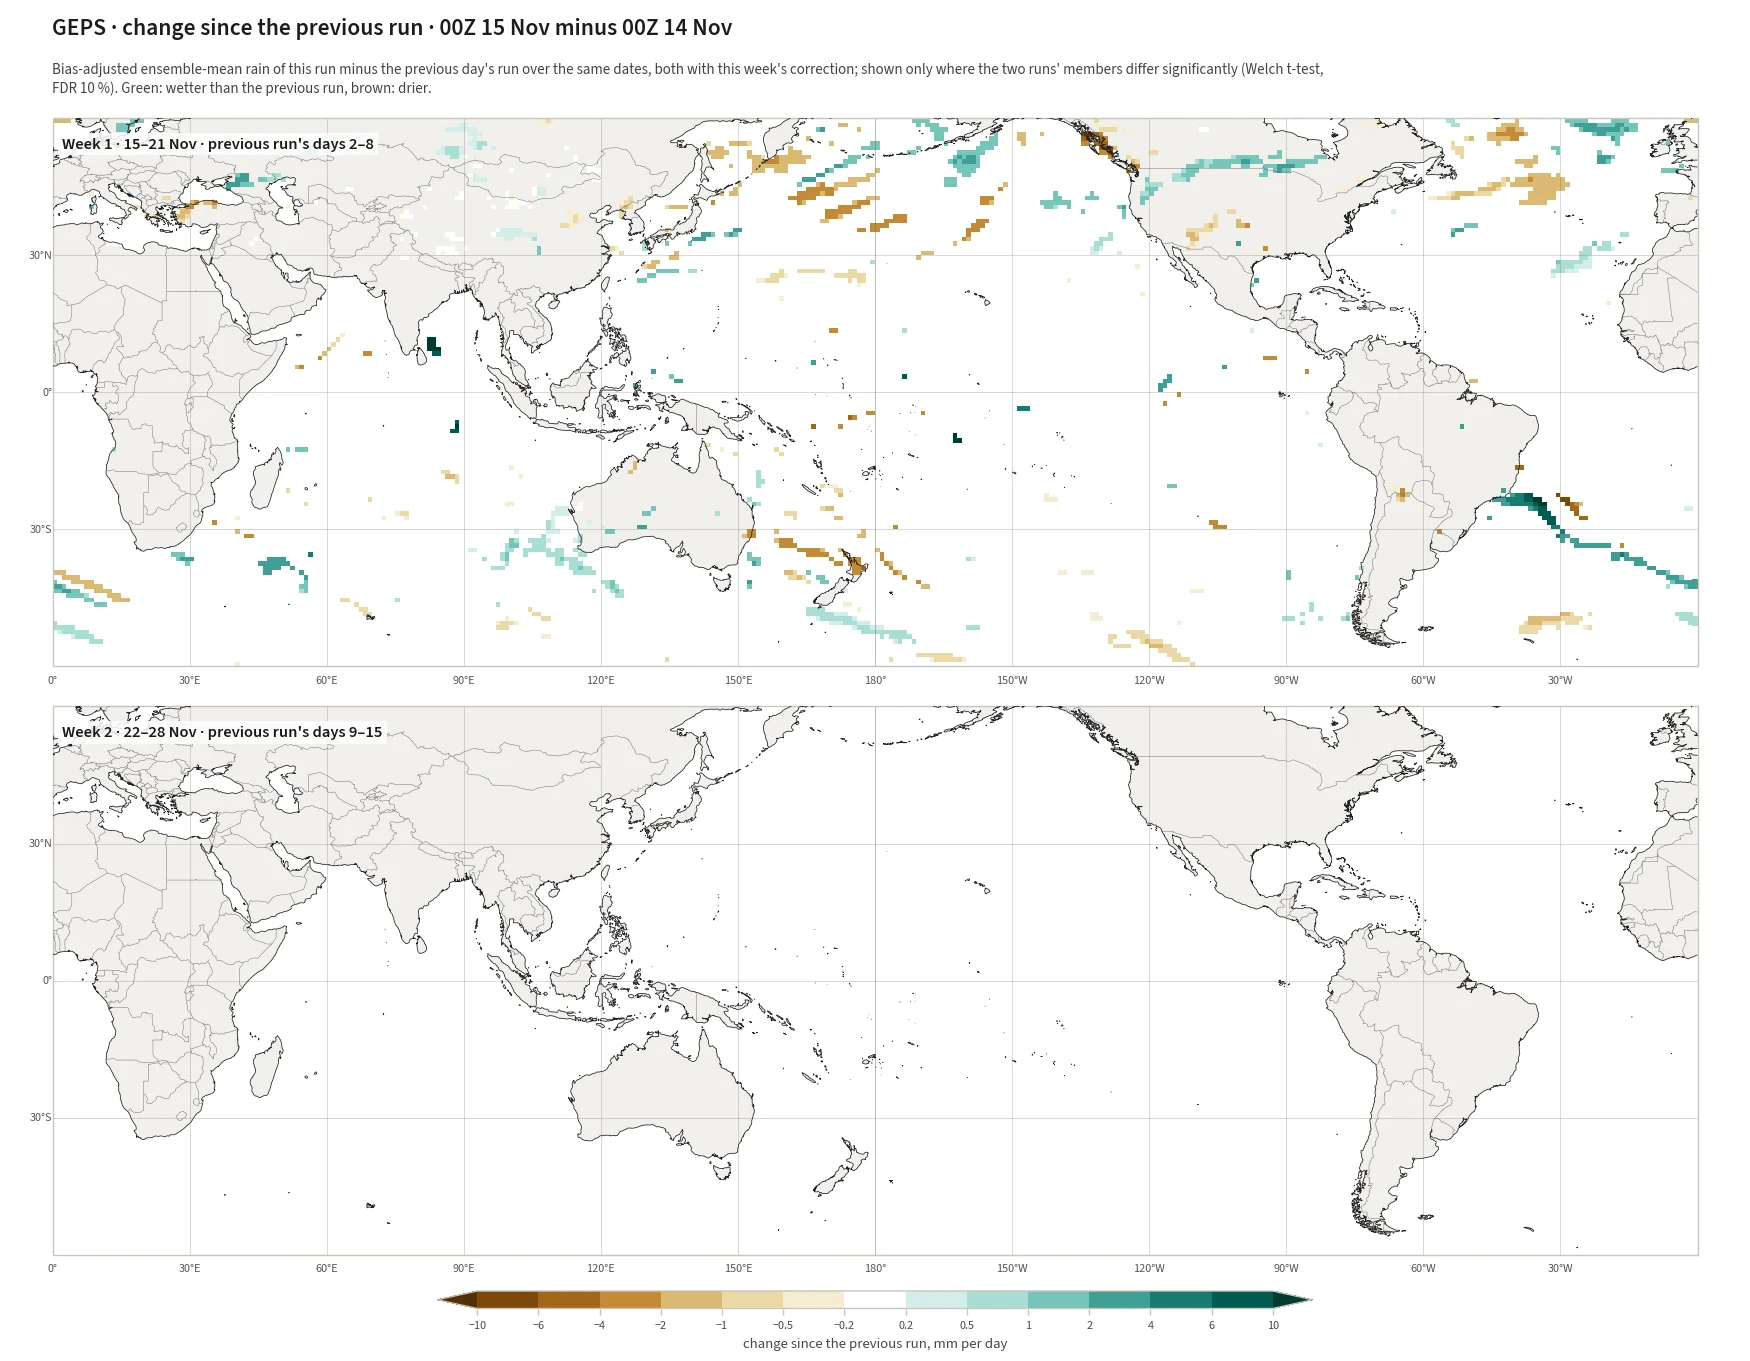 GEPS · change since the previous run · 00Z 15 Nov minus 00Z 14 Nov
Bias-adjusted ensemble-mean rain of this run minus the previous day's run over the same dates, both with this week's correction; shown only where the two runs' members differ significantly (Welch t-test,
FDR 10 %). Green: wetter than the previous run, brown: drier.
Week 1 · 15–21 Nov · previous run's days 2–8
30°N
0°
30°S
0° 30°E 60°E 90°E 120°E 150°E 180° 150°W 120°W 90°W 60°W 30°W
Week 2 · 22–28 Nov · previous run's days 9–15
30°N
0°
30°S
0° 30°E 60°E 90°E 120°E 150°E 180° 150°W 120°W 90°W 60°W 30°W
−10 −6 −4 −2 −1 −0.5 −0.2 0.2 0.5 1 2 4 6 10
change since the previous run, mm per day